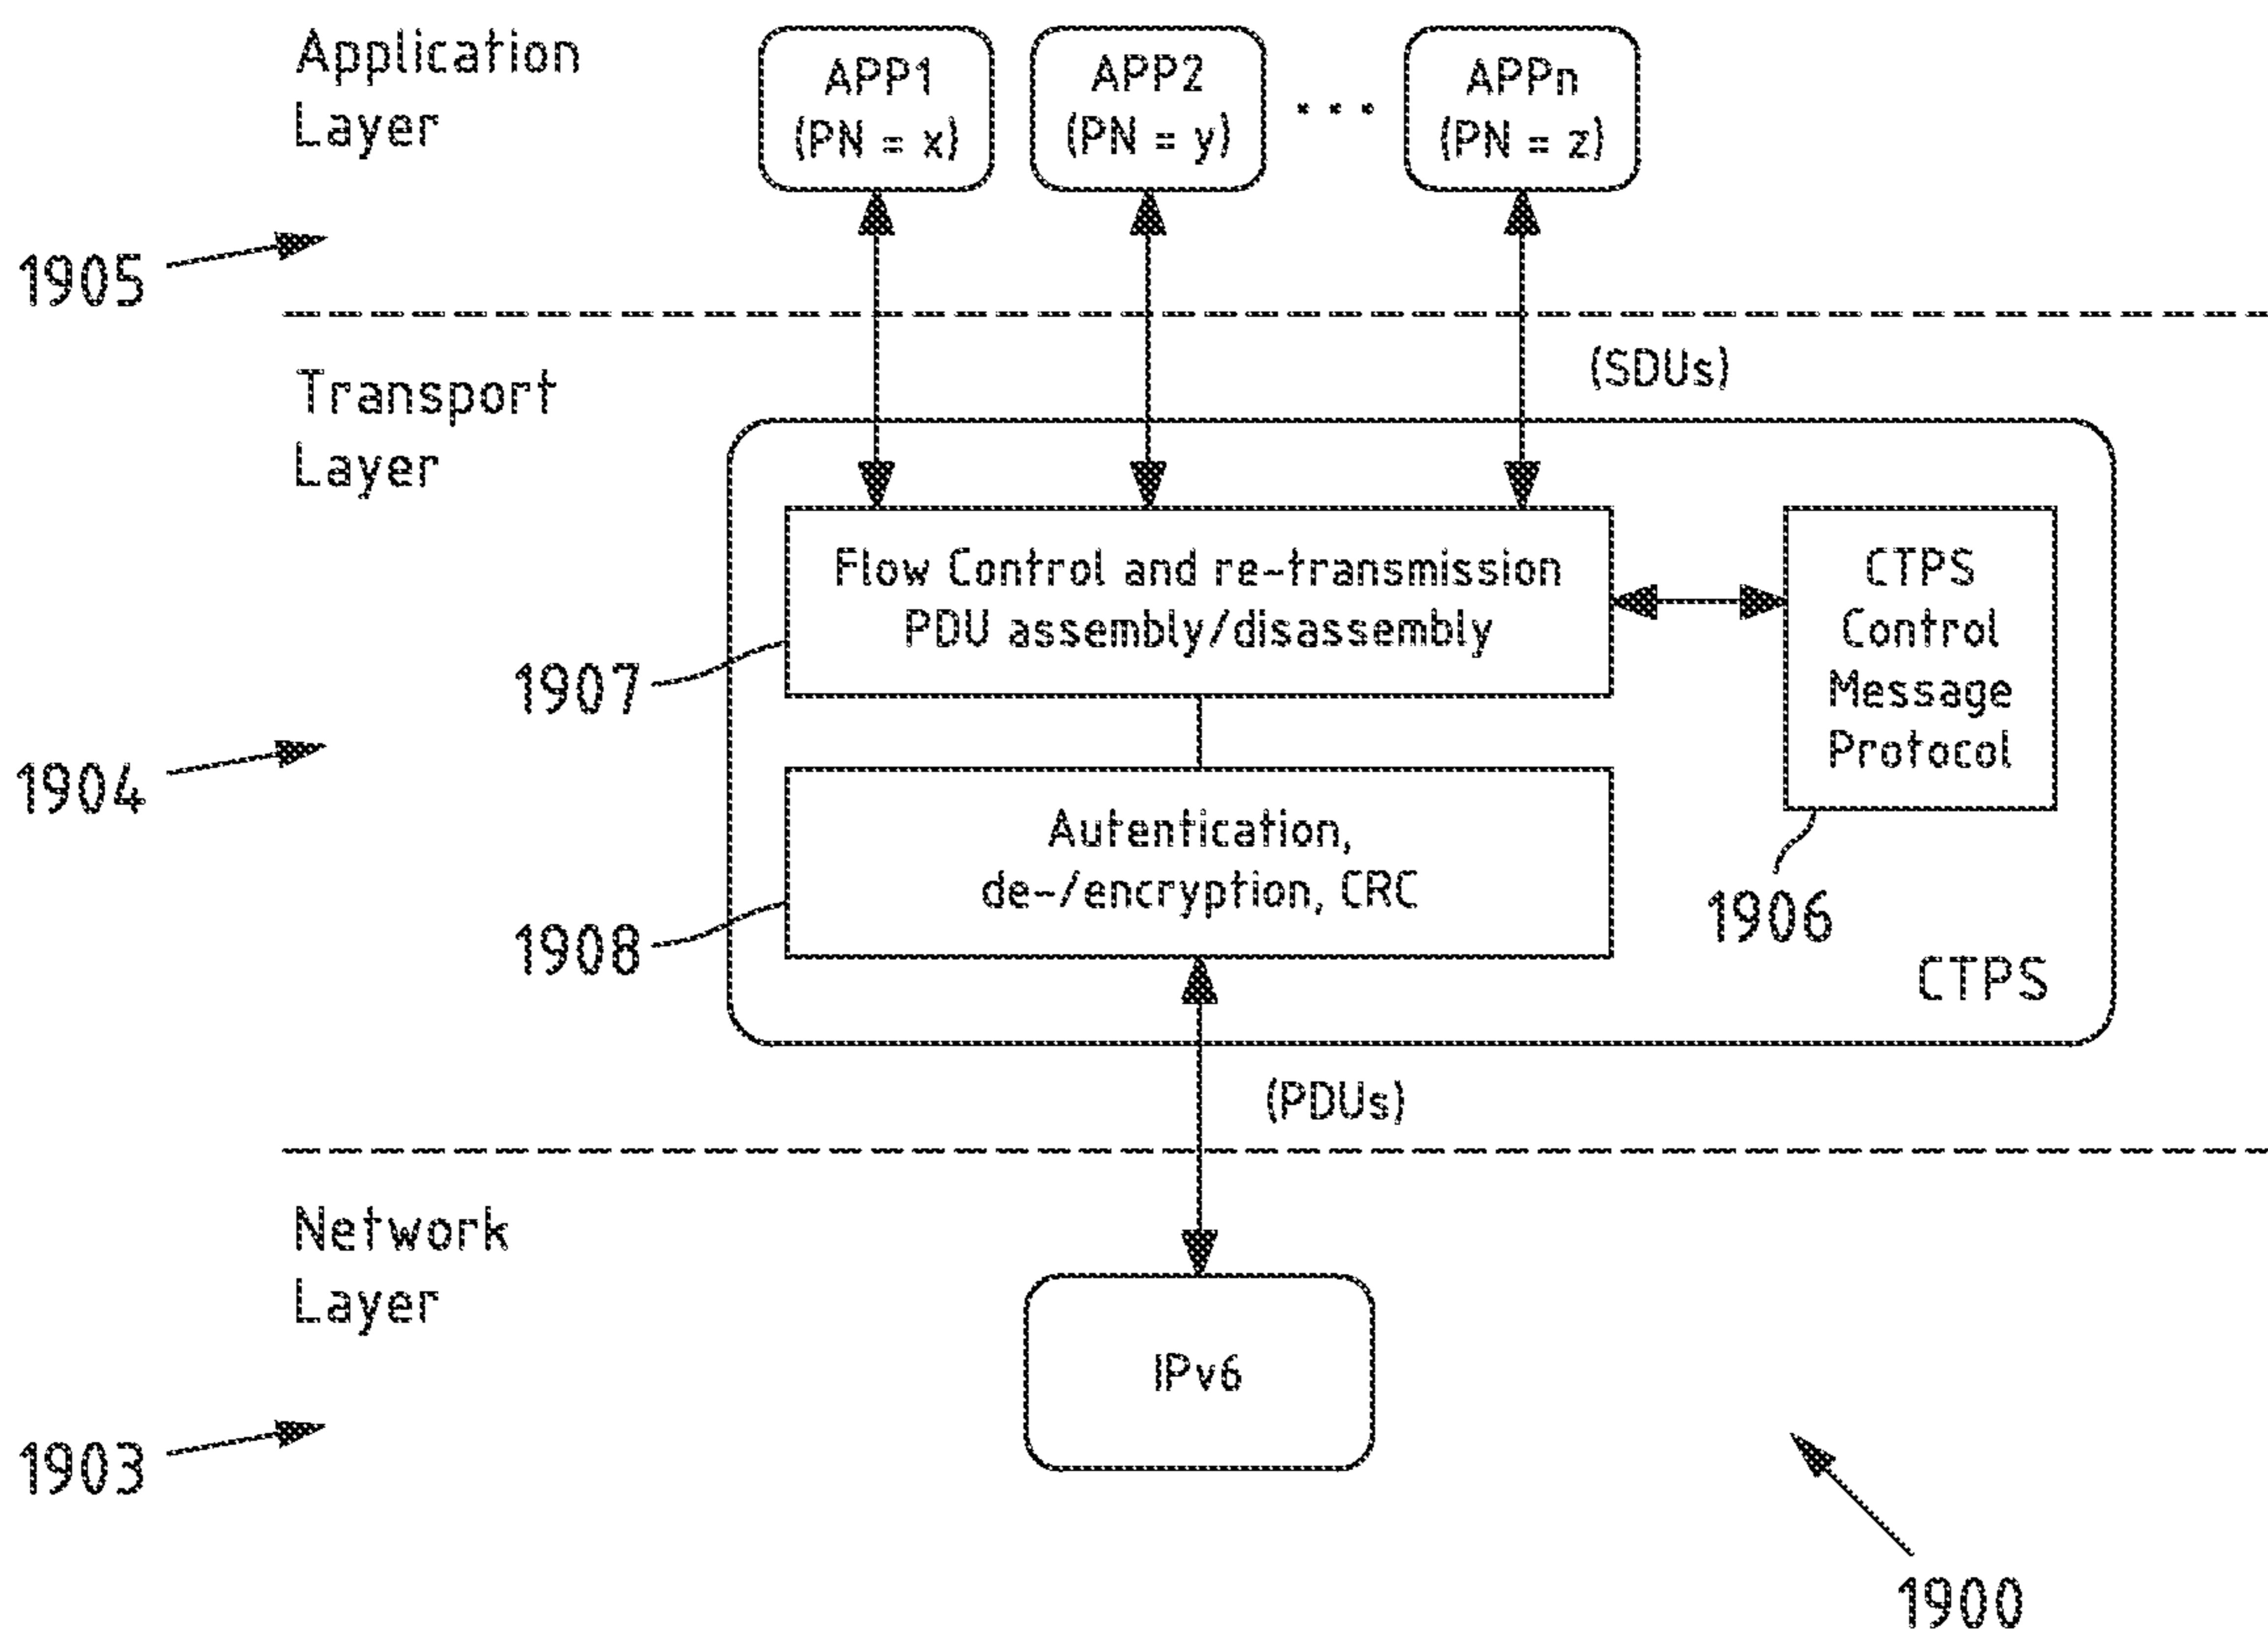 Application
Layer
APP1
(PN = x)
APP2
(PN = y)
...
APPn
(PN = z)
1905
(SDUs)
Transport
Layer
Flow Control and re-transmission
PDU assembly/disassembly
CTPS
Control
Message
Protocol
1907
1904
Autentication,
de-/encryption, CRC
1908
1906
CTPS
(PDUs)
Network
Layer
IPv6
1903
1900